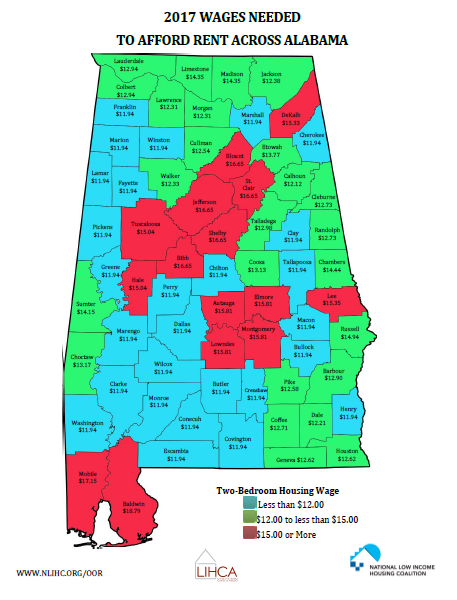 2017 WAGES NEEDED
TO AFFORD RENT ACROSS ALABAMA
Lauderdale
$12.94
Limestone
$14.35
Madison
$14.35
Jackson
$12.38
Colbert
$12.94
Franklin
$11.94
Lawrence
$12.31
Morgan
$12.31
Marshall
$11.94
DeKalb
$15.33
Cherokee
$11.94
Marion
$11.94
Winston
$11.94
Cullman
$12.54
Blount
$16.65
Etowah
$13.77
Lamar
$11.94
Fayette
$11.94
Walker
$12.33
Jefferson
$16.65
St.
Clair
$16.65
Calhoun
$12.12
Cleburne
$12.73
Pickens
$11.94
Tuscaloosa
$15.04
Shelby
$16.65
Talladega
$12.90
Clay
$11.94
Randolph
$12.73
Greene
$11.94
Hale
$15.04
Bibb
$16.65
Chilton
$11.94
Coosa
$13.13
Tallapoosa
$11.94
Chambers
$14.44
Sumter
$14.15
Perry
$11.94
Autauga
$15.81
Elmore
$15.81
Lee
$15.35
Marengo
$11.94
Dallas
$11.94
Lowndes
$15.81
Montgomery
$15.81
Macon
$11.94
Russell
$14.94
Choctaw
$13.17
Wilcox
$11.94
Bullock
$11.94
Clarke
$11.94
Monroe
$11.94
Butler
$11.94
Crenshaw
$11.94
Pike
$12.50
Barbour
$12.90
Washington
$11.94
Conecuh
$11.94
Covington
$11.94
Coffee
$12.71
Dale
$12.21
Henry
$11.94
Escambia
$11.94
Geneva $12.62
Houston
$12.62
Mobile
$17.15
Baldwin
$18.79
Two-Bedroom Housing Wage
Less than $12.00
$12.00 to less than $15.00
$15.00 or More
WWW.NLIHC.ORG/OOR
LIHCA
NATIONAL LOW INCOME
HOUSING COALITION